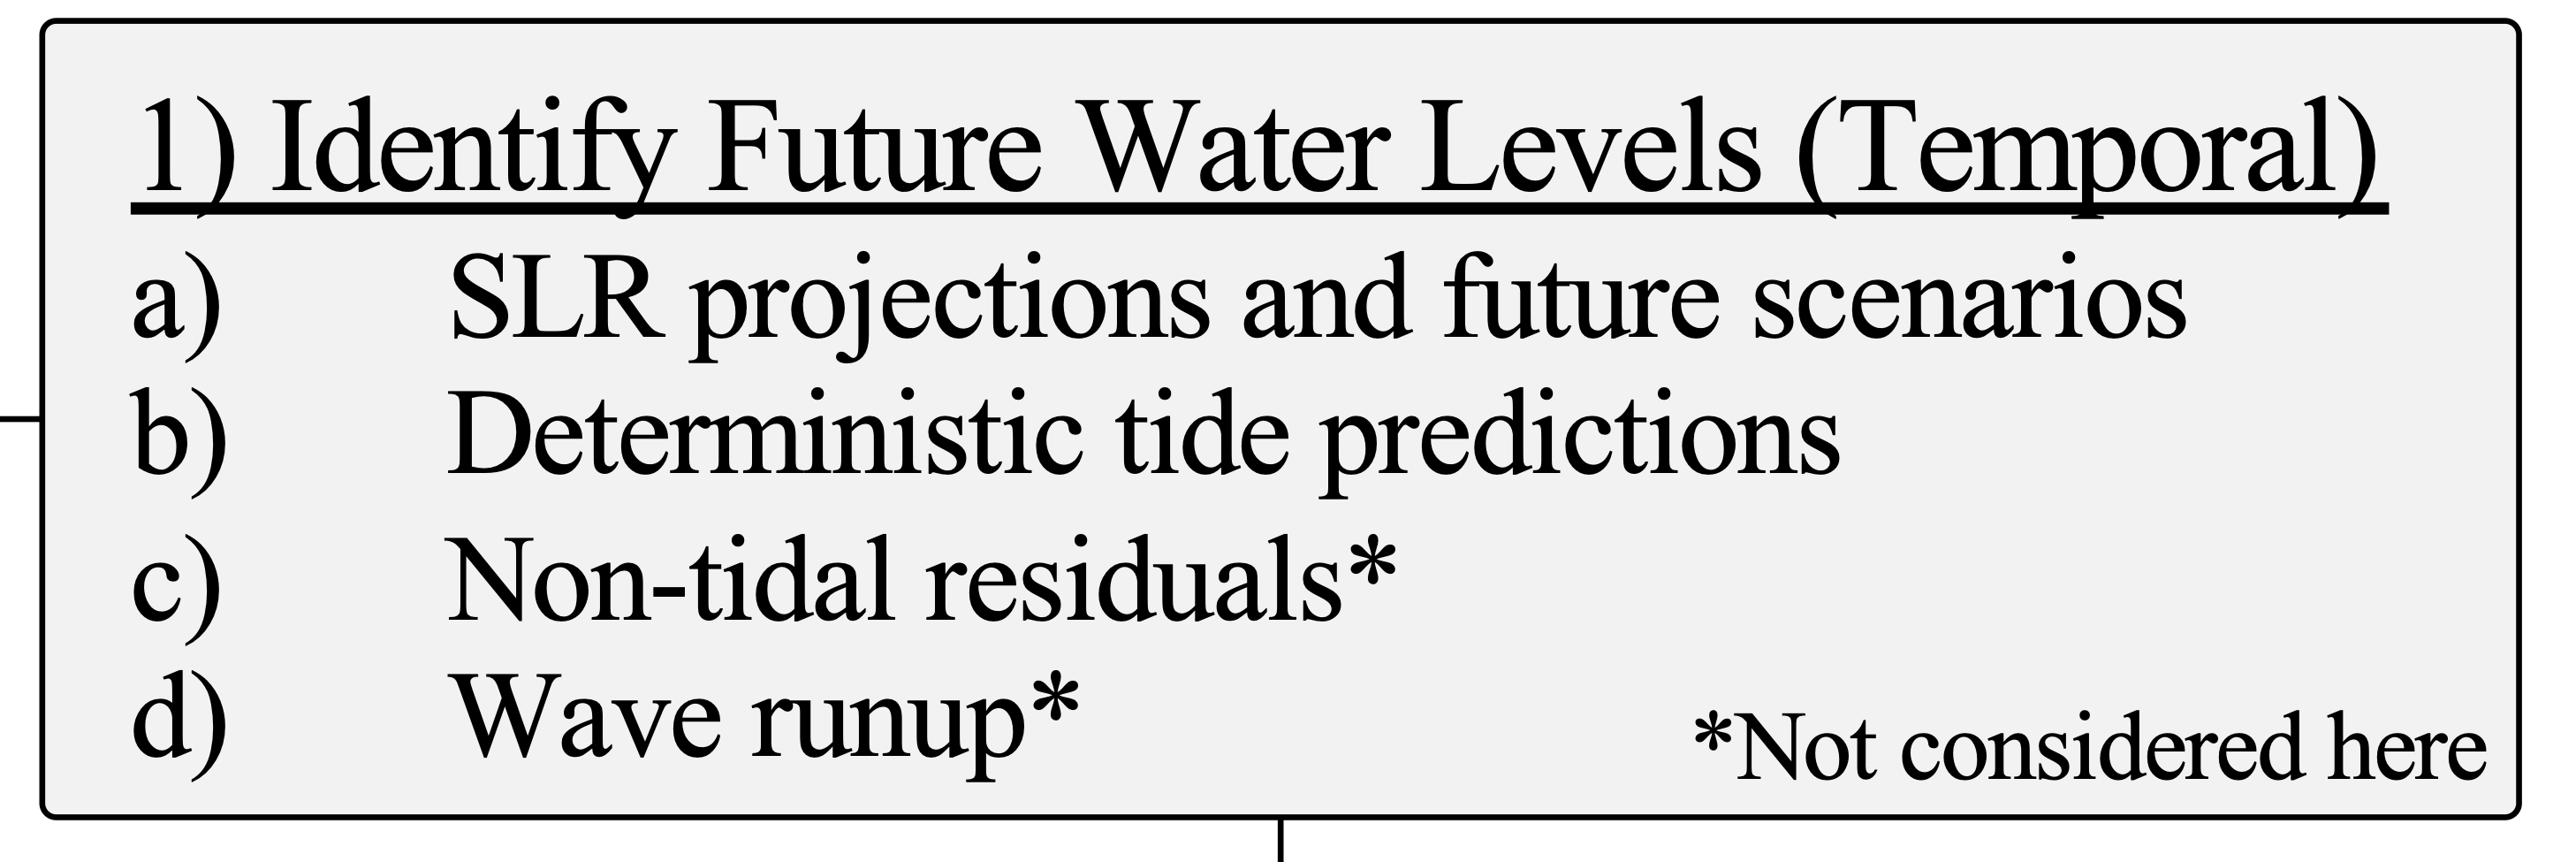 1) Identify Future Water Levels (Temporal)
a) SLR projections and future scenarios
b) Deterministic tide predictions
c) Non-tidal residuals*
d) Wave runup*
*Not considered here